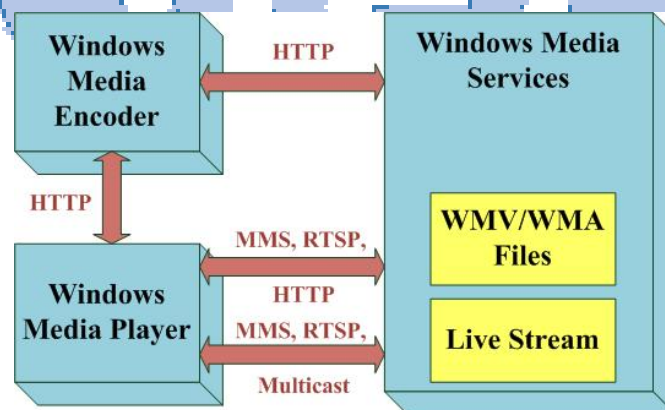 Windows
Media
Encoder
HTTP
Windows Media
Services
HTTP
WMV/WMA
Files
MMS, RTSP,
HTTP
Windows
Media Player
MMS, RTSP,
Multicast
Live Stream